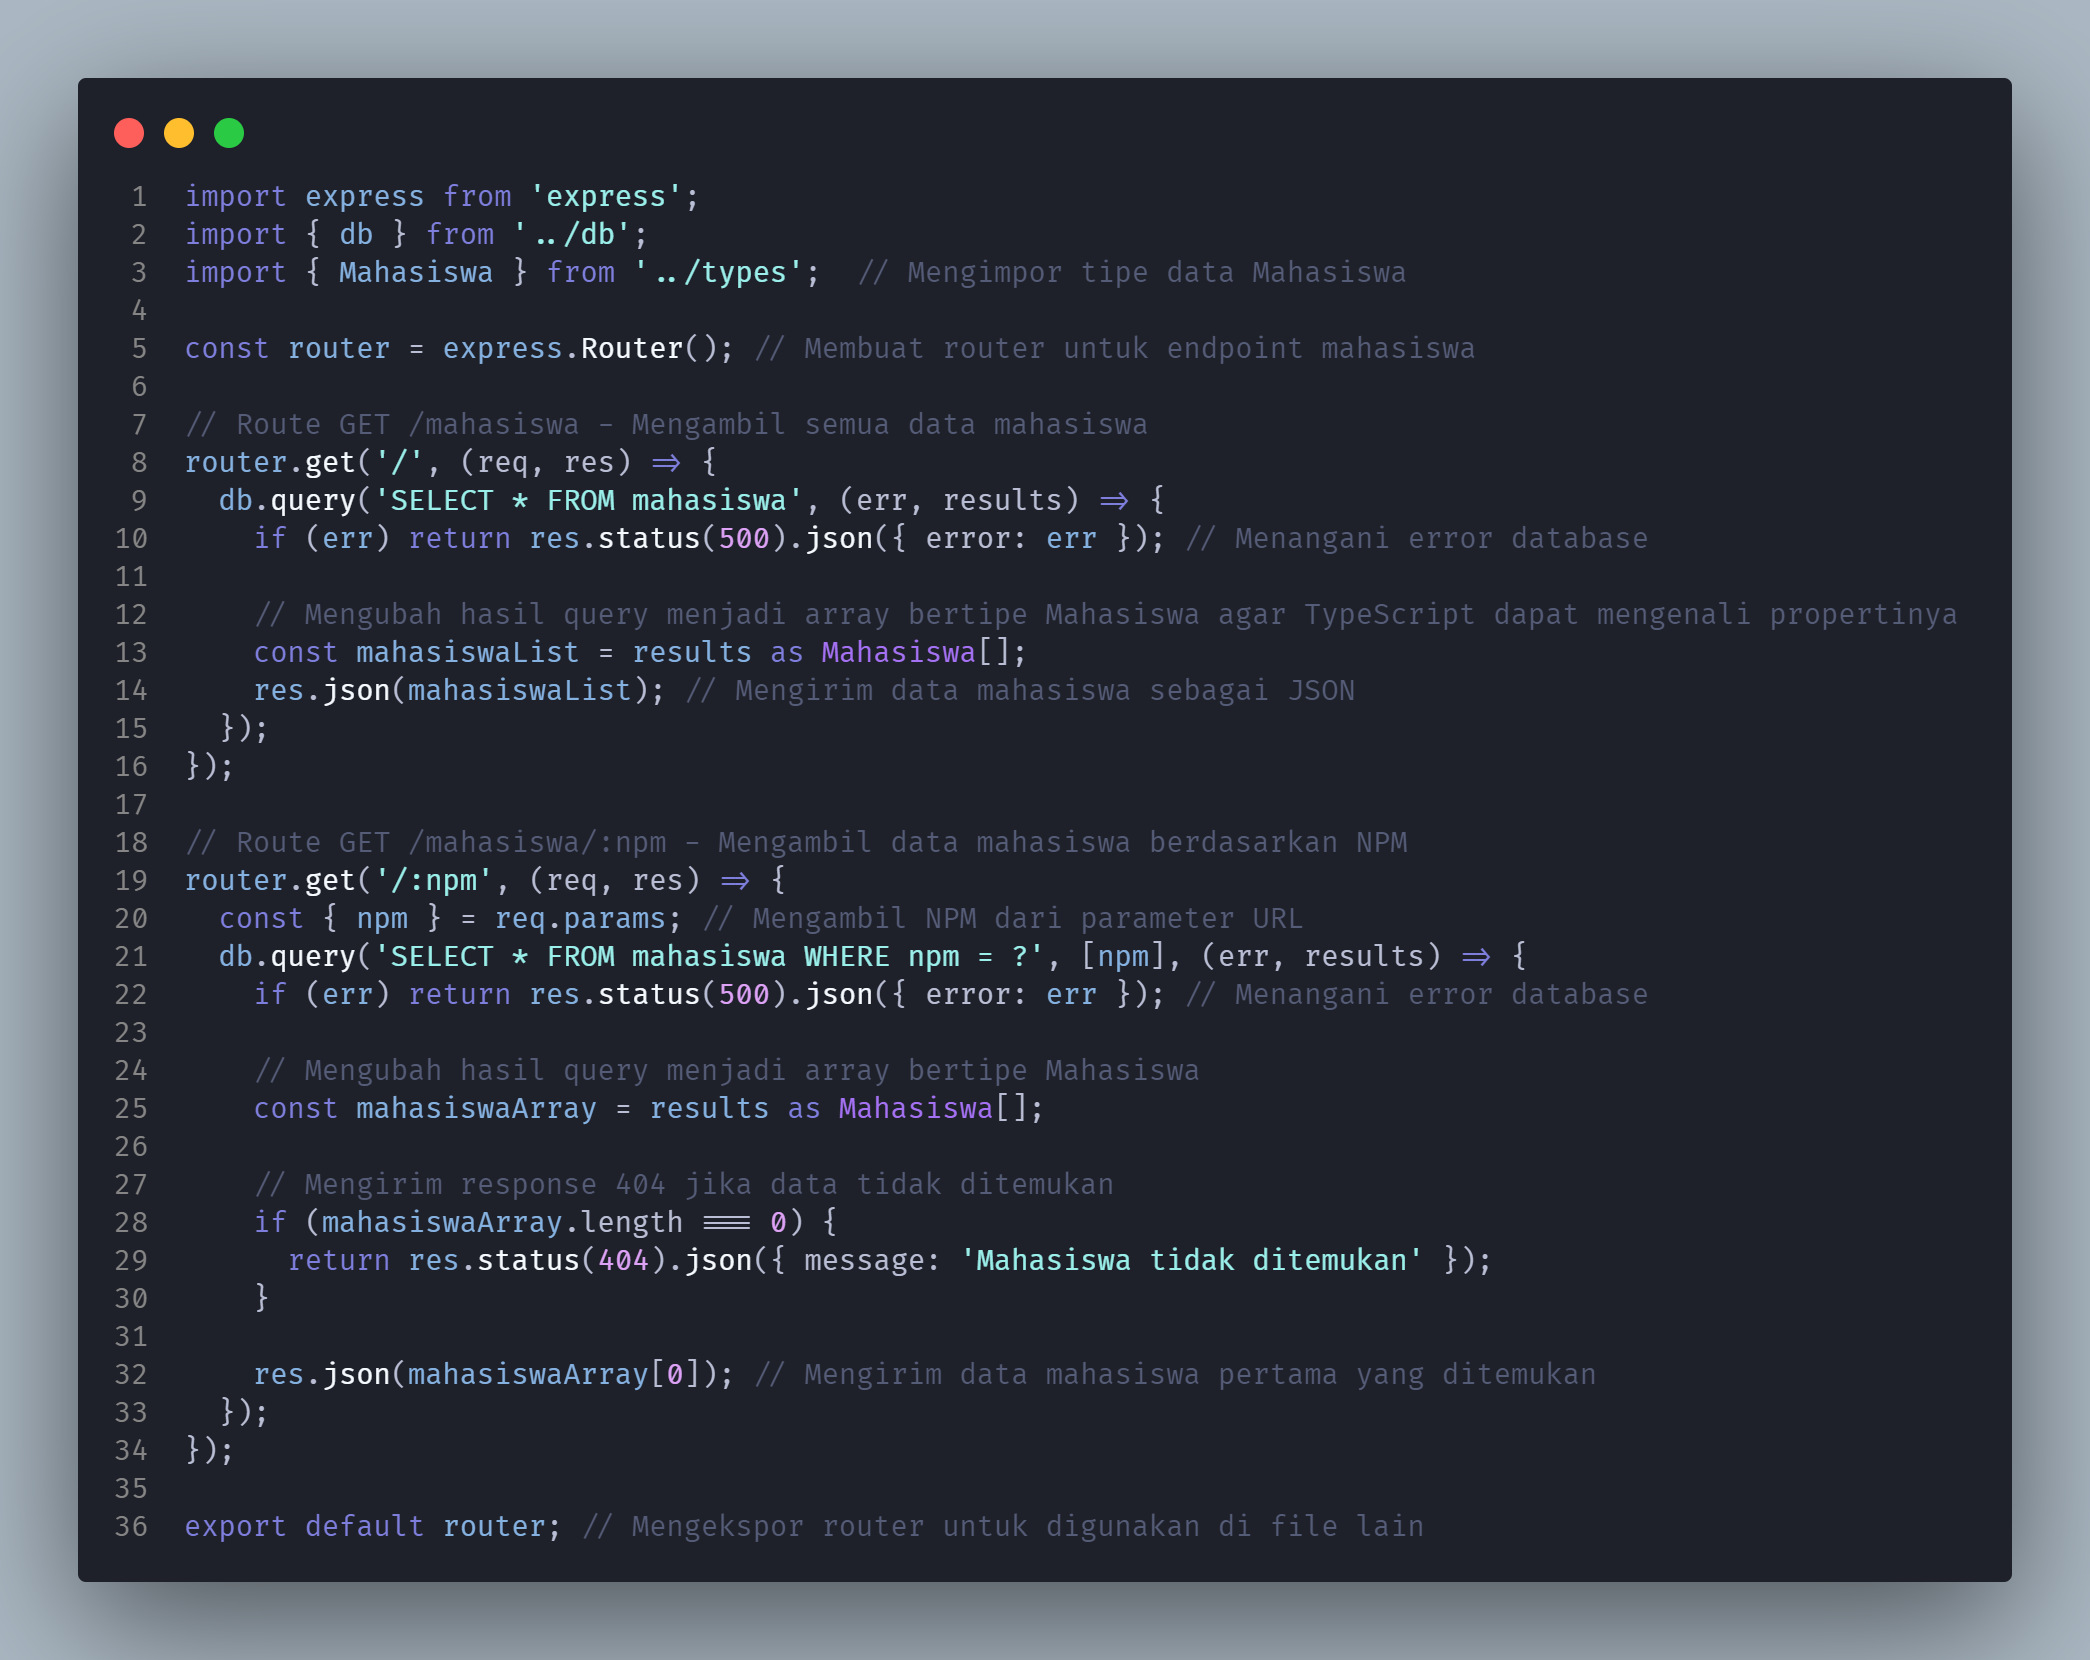 1 import express from 'express';
2 import { db } from '../db';
3 import { Mahasiswa } from '../types';  // Mengimpor tipe data Mahasiswa
4
5 const router = express.Router(); // Membuat router untuk endpoint mahasiswa
6
7 // Route GET /mahasiswa - Mengambil semua data mahasiswa
8 router.get('/', (req, res) => {
9   db.query('SELECT * FROM mahasiswa', (err, results) => {
10     if (err) return res.status(500).json({ error: err }); // Menangani error database
11
12     // Mengubah hasil query menjadi array bertipe Mahasiswa agar TypeScript dapat mengenali propertinya
13     const mahasiswaList = results as Mahasiswa[];
14     res.json(mahasiswaList); // Mengirim data mahasiswa sebagai JSON
15   });
16 });
17
18 // Route GET /mahasiswa/:npm - Mengambil data mahasiswa berdasarkan NPM
19 router.get('/:npm', (req, res) => {
20   const { npm } = req.params; // Mengambil NPM dari parameter URL
21   db.query('SELECT * FROM mahasiswa WHERE npm = ?', [npm], (err, results) => {
22     if (err) return res.status(500).json({ error: err }); // Menangani error database
23
24     // Mengubah hasil query menjadi array bertipe Mahasiswa
25     const mahasiswaArray = results as Mahasiswa[];
26
27     // Mengirim response 404 jika data tidak ditemukan
28     if (mahasiswaArray.length === 0) {
29       return res.status(404).json({ message: 'Mahasiswa tidak ditemukan' });
30     }
31
32     res.json(mahasiswaArray[0]); // Mengirim data mahasiswa pertama yang ditemukan
33   });
34 });
35
36 export default router; // Mengekspor router untuk digunakan di file lain